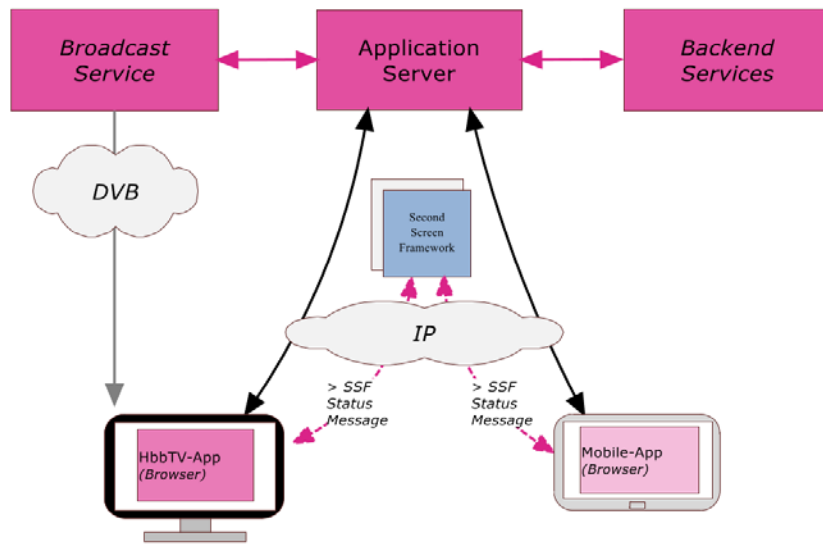 Broadcast
Service
Application
Server
Backend
Services
DVB
Second
Screen
Framework
IP
> SSF
Status
Message
> SSF
Status
Message
HbbTV-App
(Browser)
Mobile-App
(Browser)